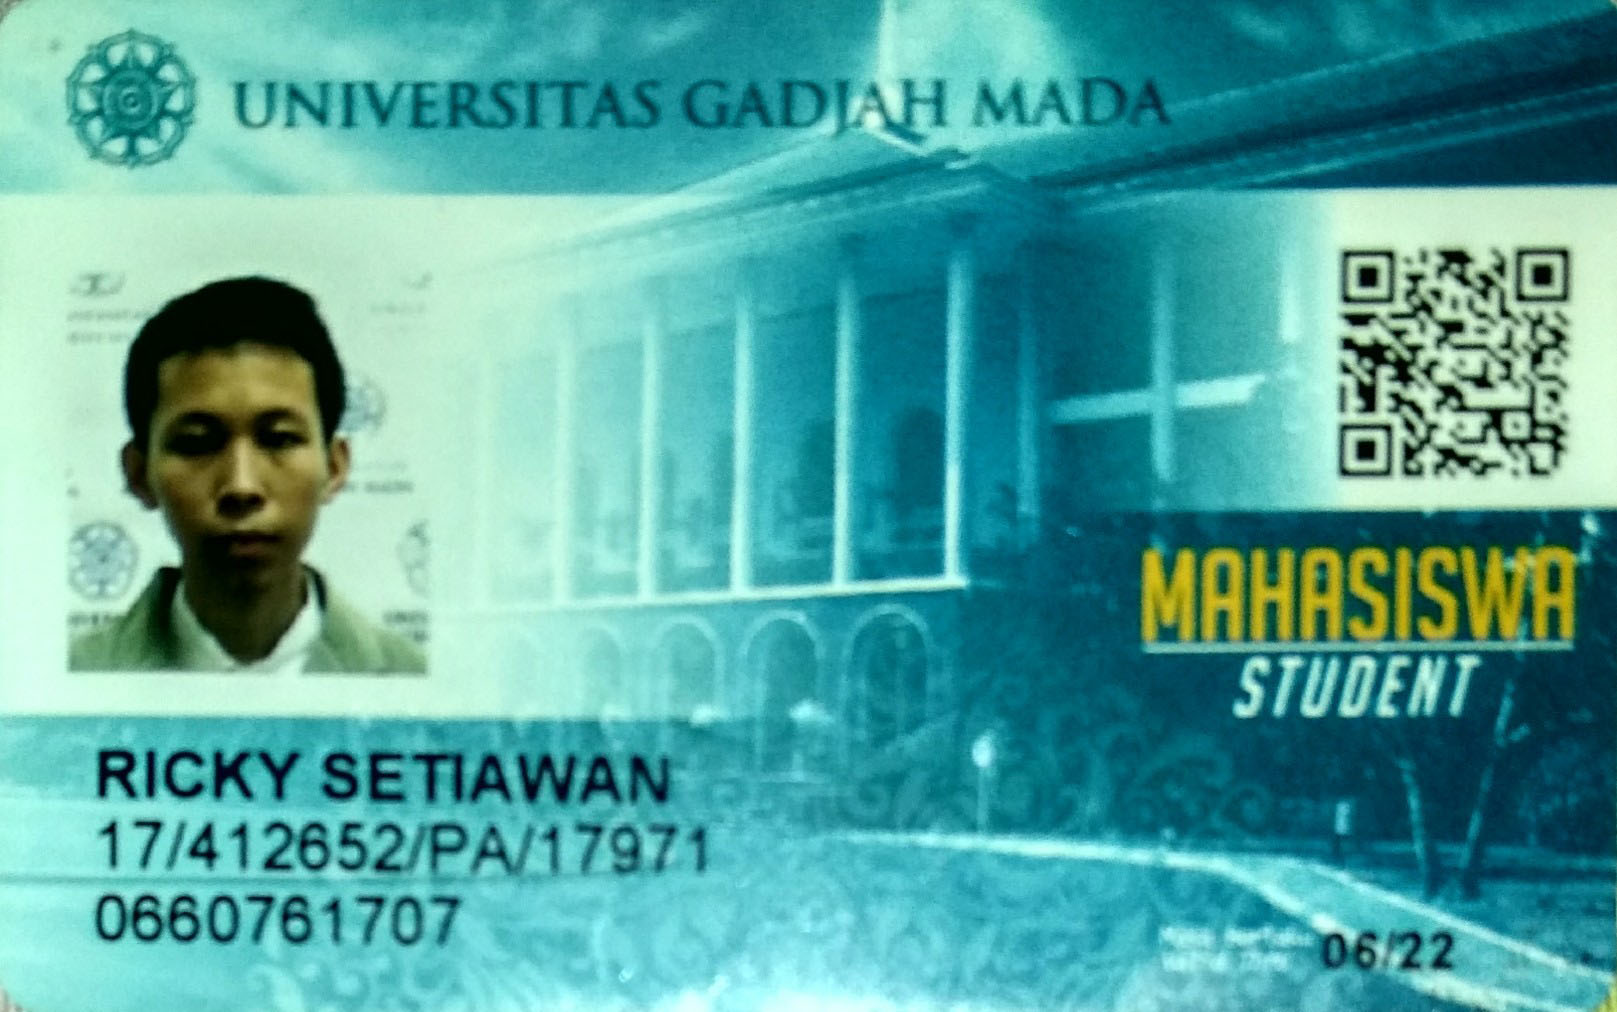 UNIVERSITAS GADJAH MADA
MAHASISWA
STUDENT
RICKY SETIAWAN
17/412652/PA/17971
0660761707
06/22